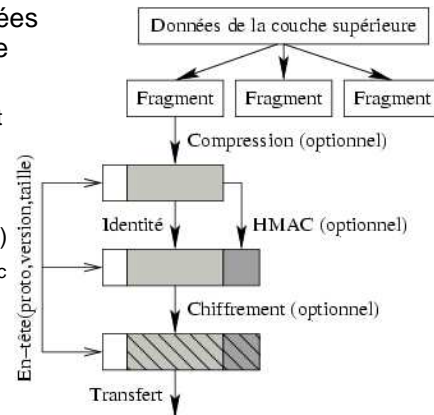 ées
e
t
)
c
Données de la couche supérieure
Fragment Fragment Fragment
Compression (optionnel)
Identité HMAC (optionnel)
Chiffrement (optionnel)
Transfert
En-tête(proto,version,taille)